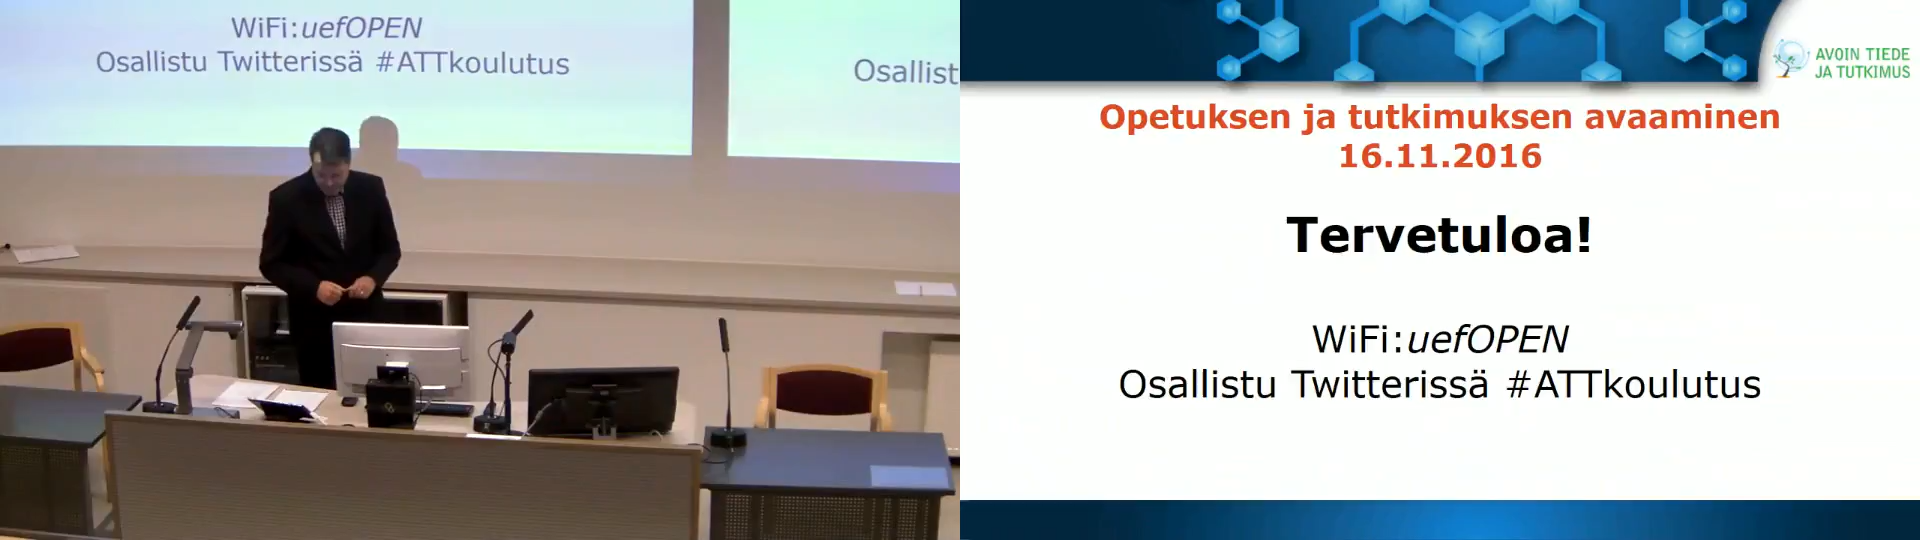 WiFi:uefOPEN
Osallistu Twitterissä #ATTkoulutus
Osallist
AVOIN TIEDE
JA TUTKIMUS
Opetuksen ja tutkimuksen avaaminen
16.11.2016
Tervetuloa!
WiFi:uefOPEN
Osallistu Twitterissä #ATTkoulutus